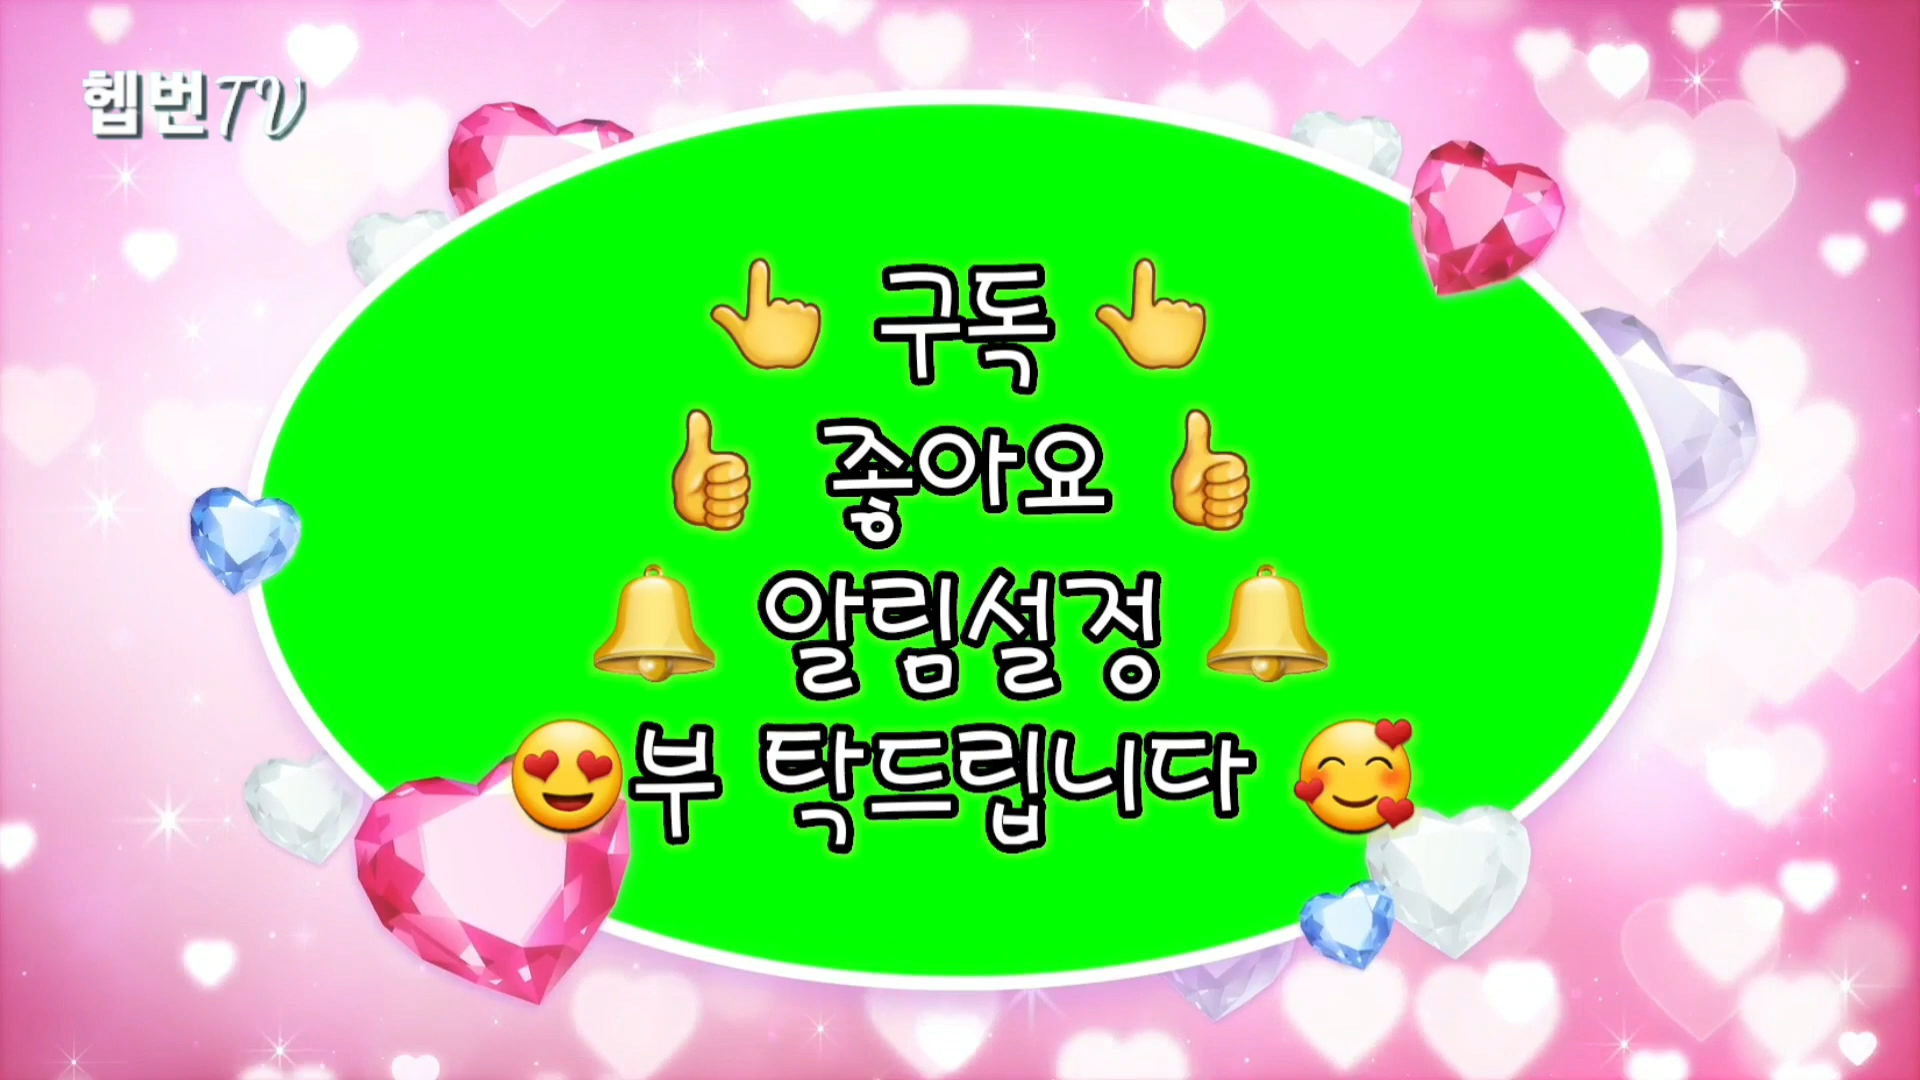 헵번TV
👆 구독 👆
👍 좋아요 👍
🔔 알림설정 🔔
😍부 탁드립니다 🥰